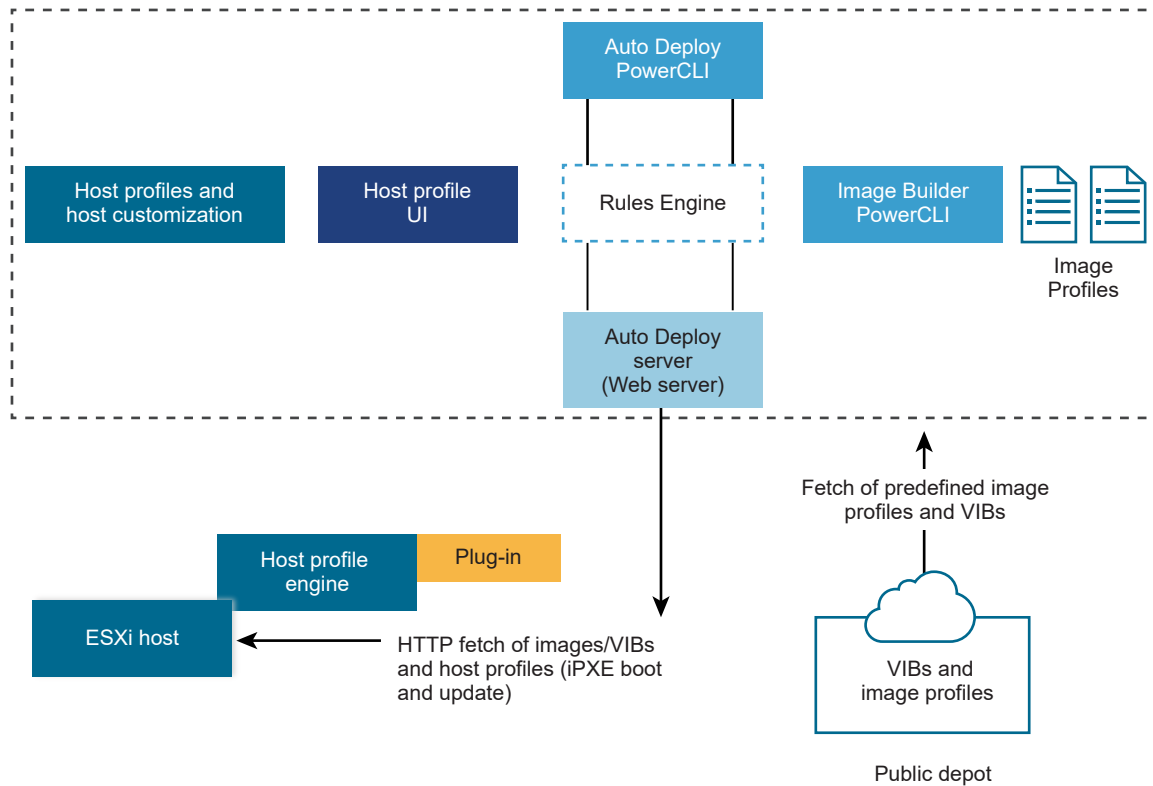 Auto Deploy
PowerCLI
Host profiles and
host customization
Host profile
UI
Rules Engine
Image Builder
PowerCLI
Image
Profiles
Auto Deploy
server
(Web server)
Fetch of predefined image
profiles and VIBs
Host profile
engine
Plug-in
ESXi host
HTTP fetch of images/VIBs
and host profiles (iPXE boot
and update)
VIBs and
image profiles
Public depot